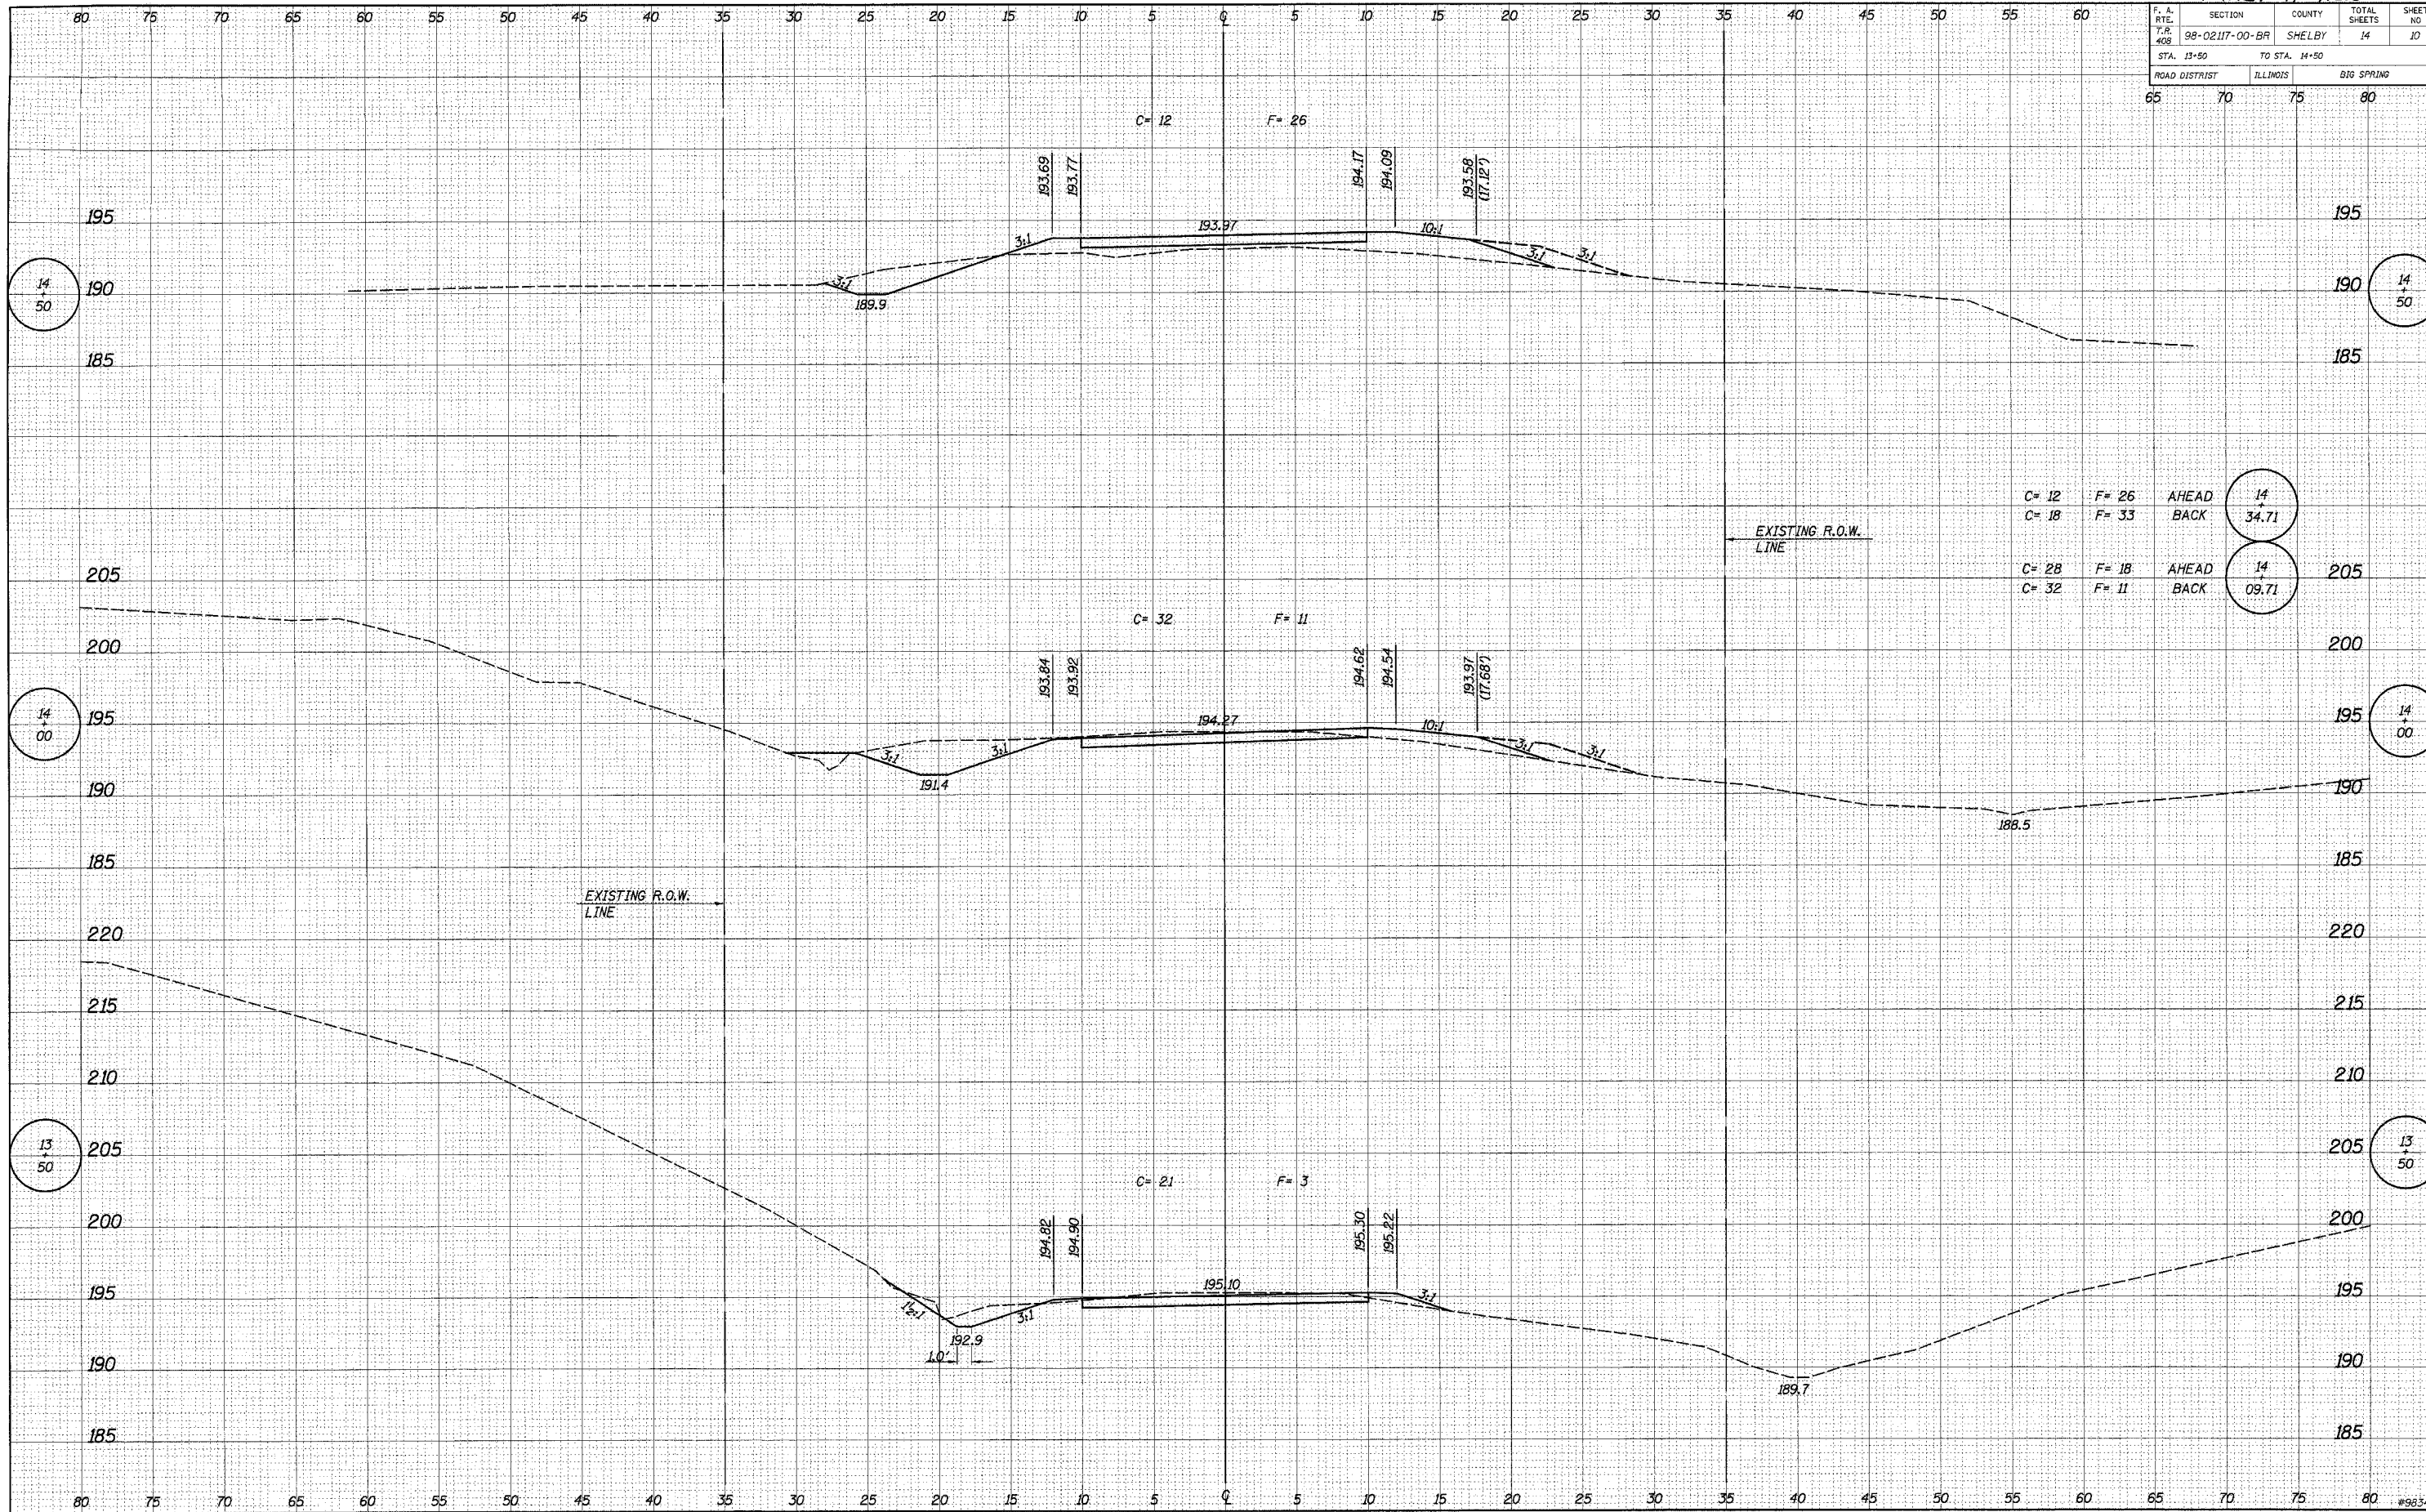 80 75 70 65 60 55 50 45 40 35 30 25 20 15 10 5 ℄ 5 10 15 20 25 30 35 40 45 50 55 60
F. A. RTE. SECTION COUNTY TOTAL SHEETS SHEET NO
T.R. 408 98-02117-00-BR SHELBY 14 10
STA. 13+50 TO STA. 14+50
ROAD DISTRIST ILLINOIS BIG SPRING
65 70 75 80
C= 12 F= 26
193.69 193.77 194.17 194.09 193.58 (17.12')
195 195
193.97
3:1 10:1 3:1 3:1
14 + 50 190 3:1 189.9 190 14 + 50
185 185
C= 12 F= 26 AHEAD 14 + 34.71
C= 18 F= 33 BACK
EXISTING R.O.W.
LINE
C= 28 F= 18 AHEAD 14 + 09.71
C= 32 F= 11 BACK
205 205
C= 32 F= 11
200 200
193.84 193.92 194.62 194.54 193.97 (17.68')
14 + 00 195 194.27 195 14 + 00
3:1 3:1 10:1 3:1 3:1
191.4
190 190
188.5
185 185
EXISTING R.O.W.
LINE
220 220
215 215
210 210
13 + 50 205 205 13 + 50
C= 21 F= 3
200 200
194.82 194.90 195.30 195.22
195 195.10 195
1½:1 3:1 3:1
192.9
1.0'
190 190
189.7
185 185
80 75 70 65 60 55 50 45 40 35 30 25 20 15 10 5 ℄ 5 10 15 20 25 30 35 40 45 50 55 60 65 70 75 80